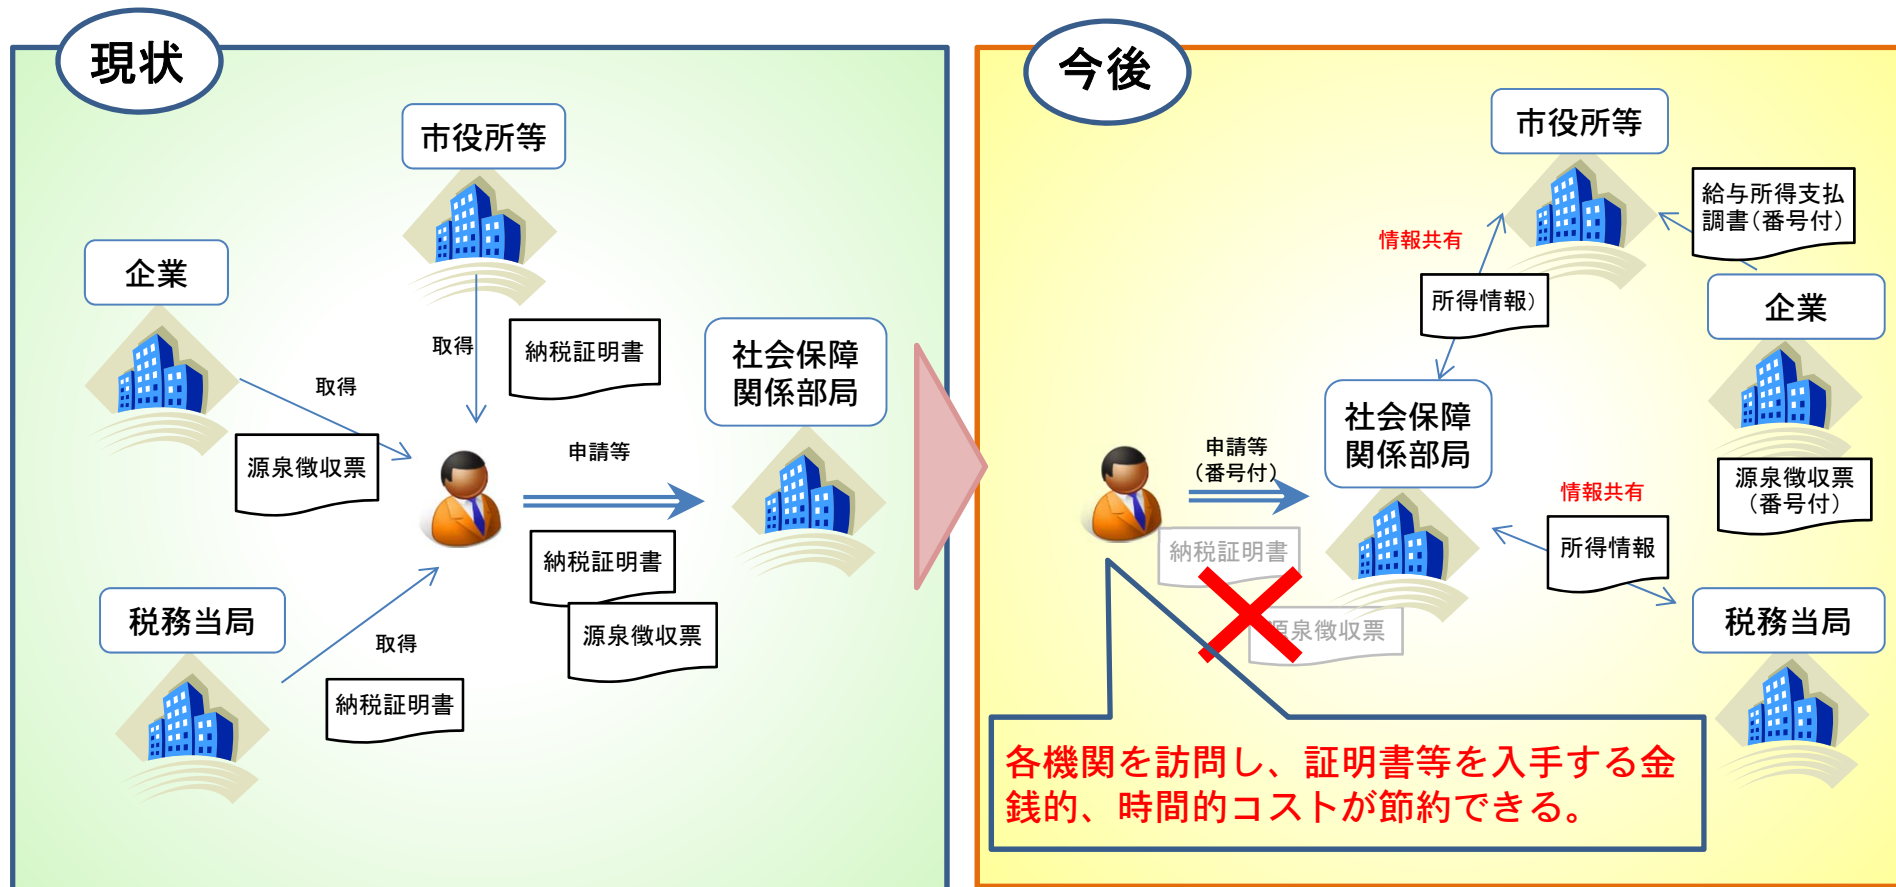 現状
市役所等
企業
取得
納税証明書
社会保障
関係部局
取得
源泉徴収票
申請等
納税証明書
源泉徴収票
税務当局
取得
納税証明書
今後
市役所等
給与所得支払
調書（番号付）
情報共有
所得情報）
企業
社会保障
関係部局
申請等
（番号付）
源泉徴収票
（番号付）
情報共有
所得情報
納税証明書
源泉徴収票
税務当局
各機関を訪問し、証明書等を入手する金
銭的、時間的コストが節約できる。